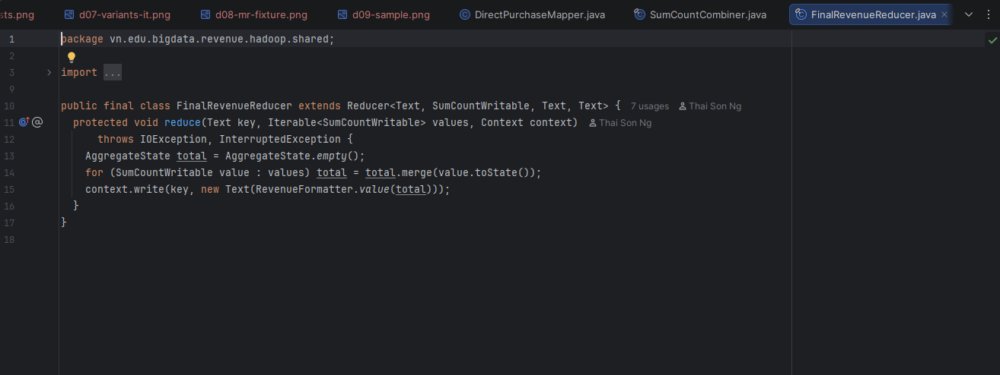 sts.png d07-variants-it.png d08-mr-fixture.png d09-sample.png DirectPurchaseMapper.java SumCountCombiner.java FinalRevenueReducer.java
1 package vn.edu.bigdata.revenue.hadoop.shared;
2
3 import ...
9
10 public final class FinalRevenueReducer extends Reducer<Text, SumCountWritable, Text, Text> { 7 usages Thai Son Ng
11 protected void reduce(Text key, Iterable<SumCountWritable> values, Context context) Thai Son Ng
12 throws IOException, InterruptedException {
13 AggregateState total = AggregateState.empty();
14 for (SumCountWritable value : values) total = total.merge(value.toState());
15 context.write(key, new Text(RevenueFormatter.value(total)));
16 }
17 }
18